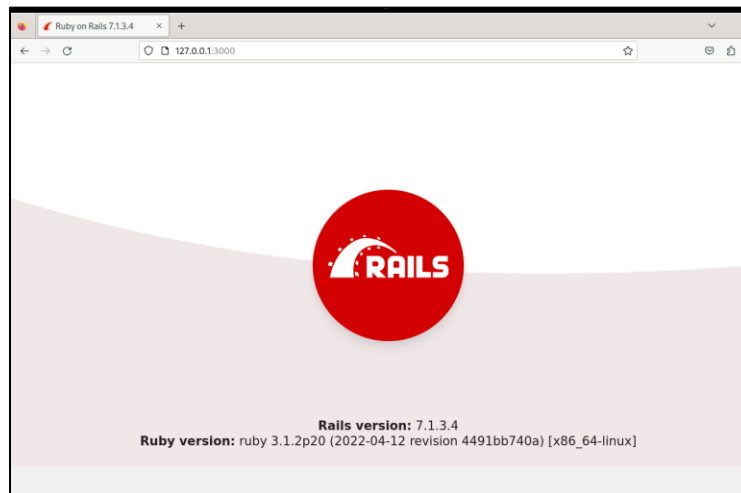 Ruby on Rails 7.1.3.4
127.0.0.1:3000
RAILS
Rails version: 7.1.3.4
Ruby version: ruby 3.1.2p20 (2022-04-12 revision 4491bb740a) [x86_64-linux]